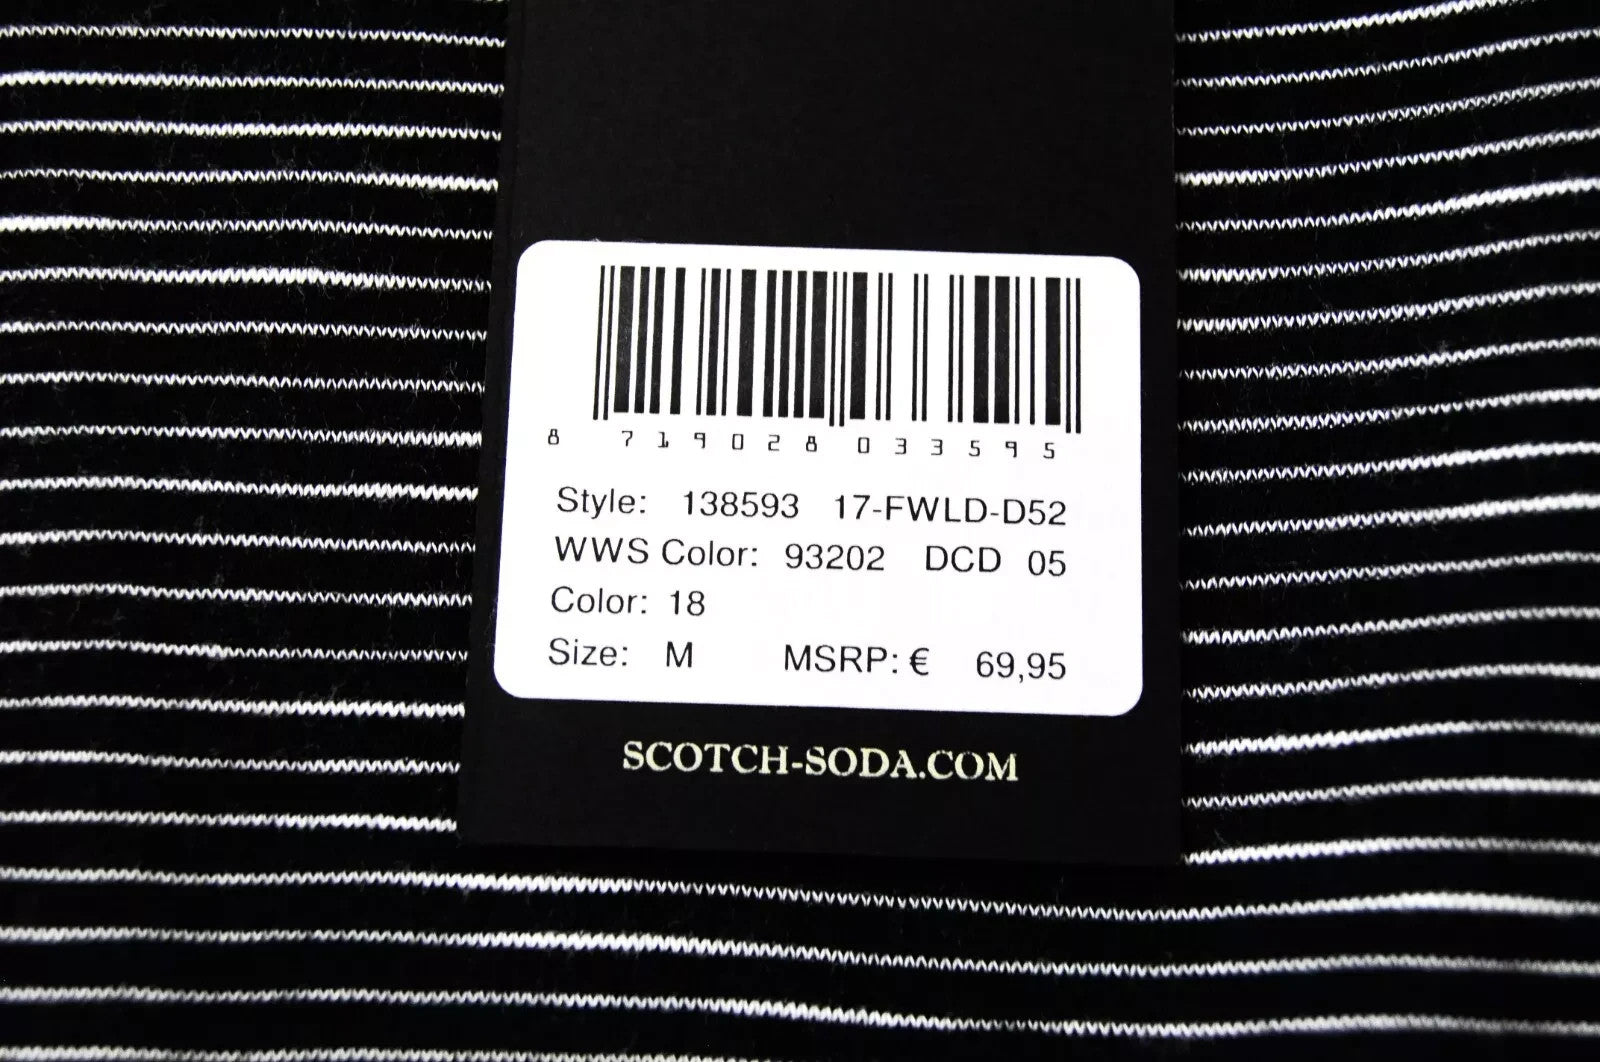 8 719028 033595
Style: 138593 17-FWLD-D52
WWS Color: 93202 DCD 05
Color: 18
Size: M MSRP: € 69,95
SCOTCH-SODA.COM